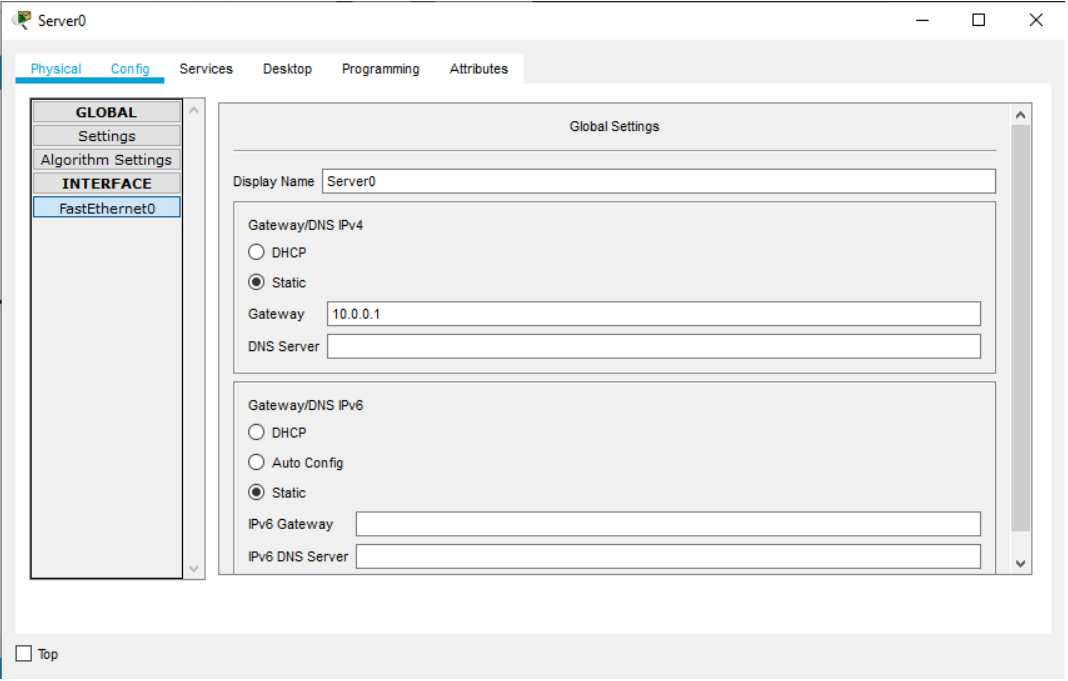 Server0
Physical Config Services Desktop Programming Attributes
GLOBAL
Settings
Algorithm Settings
INTERFACE
FastEthernet0
Global Settings
Display Name Server0
Gateway/DNS IPv4
DHCP
Static
Gateway 10.0.0.1
DNS Server
Gateway/DNS IPv6
DHCP
Auto Config
Static
IPv6 Gateway
IPv6 DNS Server
Top